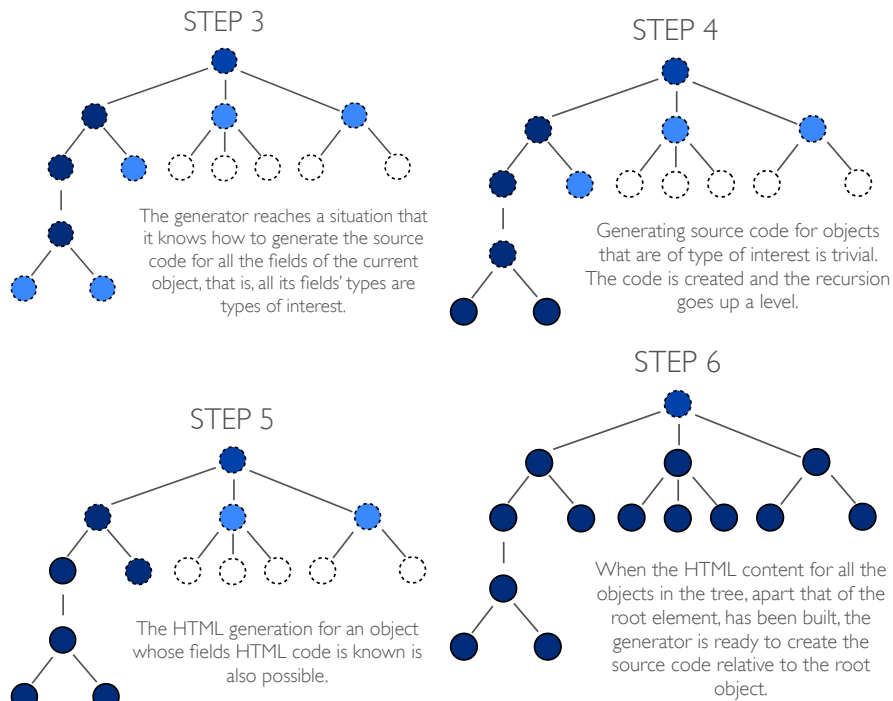 STEP 3
The generator reaches a situation that
it knows how to generate the source
code for all the fields of the current
object, that is, all its fields' types are
types of interest.
STEP 4
Generating source code for objects
that are of type of interest is trivial.
The code is created and the recursion
goes up a level.
STEP 5
The HTML generation for an object
whose fields HTML code is known is
also possible.
STEP 6
When the HTML content for all the
objects in the tree, apart that of the
root element, has been built, the
generator is ready to create the
source code relative to the root
object.